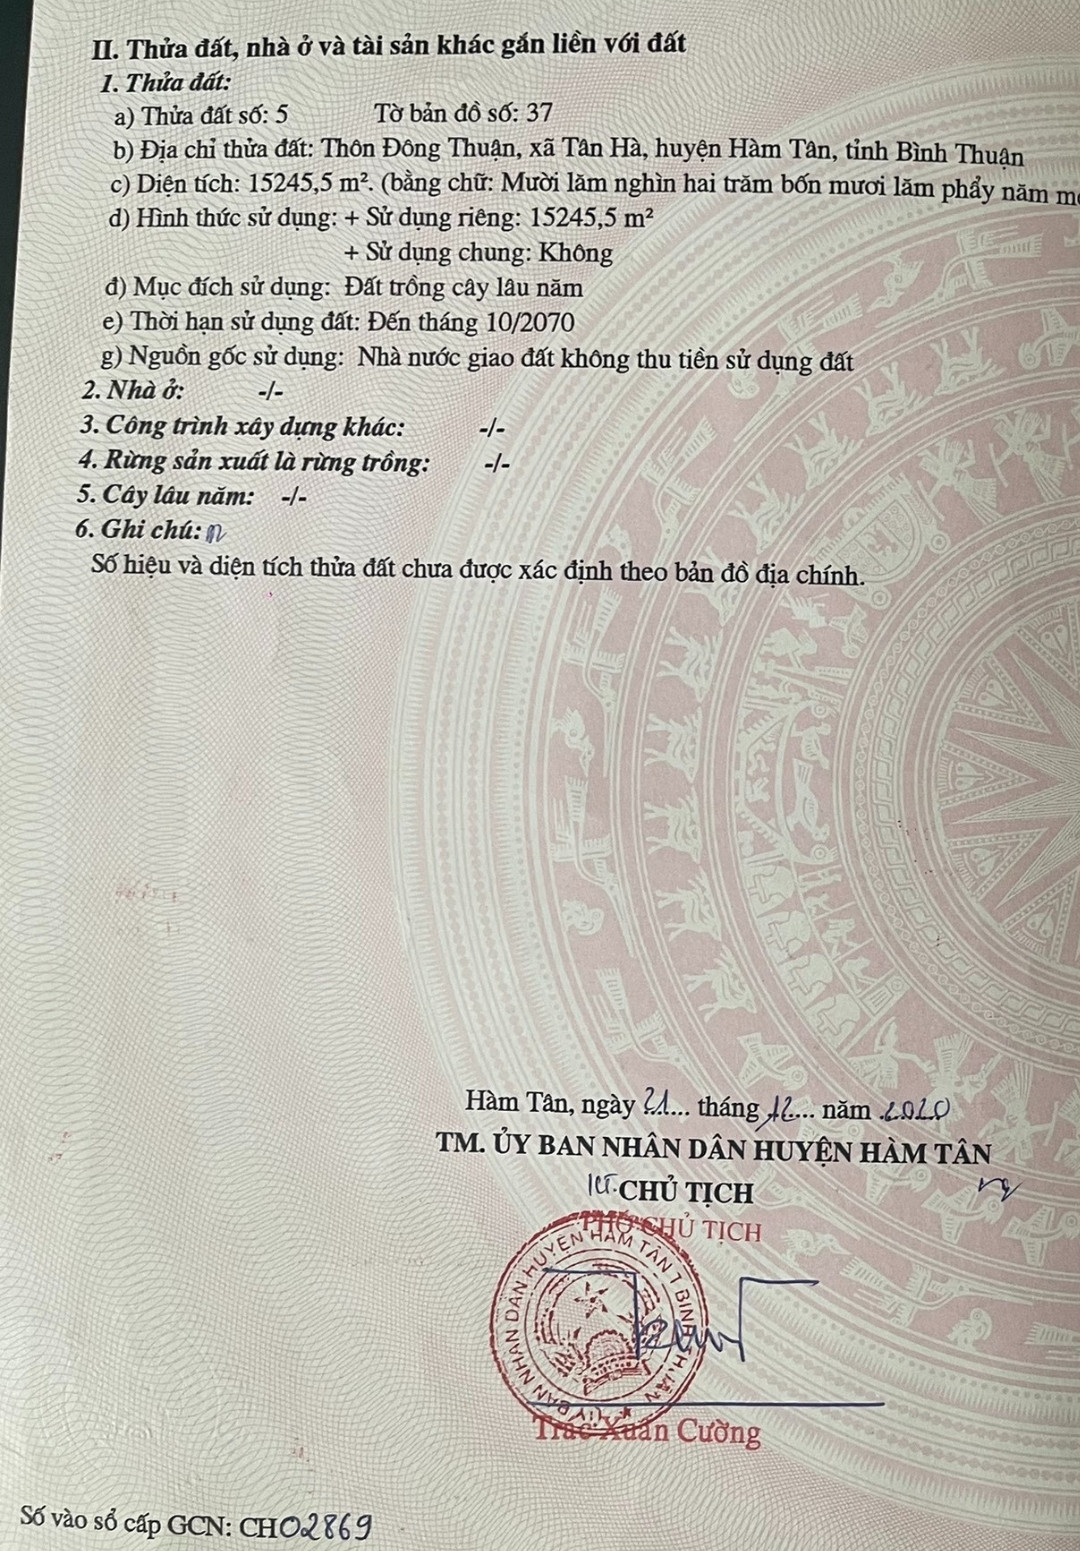 II. Thửa đất, nhà ở và tài sản khác gắn liền với đất
1. Thửa đất:
a) Thửa đất số: 5 Tờ bản đồ số: 37
b) Địa chỉ thửa đất: Thôn Đông Thuận, xã Tân Hà, huyện Hàm Tân, tỉnh Bình Thuận
c) Diện tích: 15245,5 m². (bằng chữ: Mười lăm nghìn hai trăm bốn mươi lăm phẩy năm
d) Hình thức sử dụng: + Sử dụng riêng: 15245,5 m²
+ Sử dụng chung: Không
đ) Mục đích sử dụng: Đất trồng cây lâu năm
e) Thời hạn sử dụng đất: Đến tháng 10/2070
g) Nguồn gốc sử dụng: Nhà nước giao đất không thu tiền sử dụng đất
2. Nhà ở: -/-
3. Công trình xây dựng khác: -/-
4. Rừng sản xuất là rừng trồng: -/-
5. Cây lâu năm: -/-
6. Ghi chú:
Số hiệu và diện tích thửa đất chưa được xác định theo bản đồ địa chính.
Hàm Tân, ngày 21... tháng 12... năm .2020
TM. ỦY BAN NHÂN DÂN HUYỆN HÀM TÂN
KT. CHỦ TỊCH
PHÓ CHỦ TỊCH
ỦY BAN NHÂN DÂN HUYỆN HÀM TÂN T BÌNH THUẬN
Trác Xuân Cường
Số vào sổ cấp GCN: CH02869